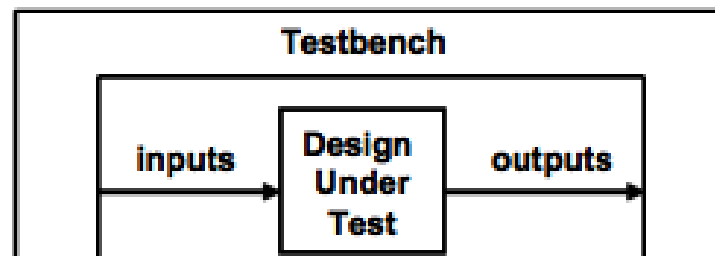 Testbench
inputs
Design
Under
Test
outputs